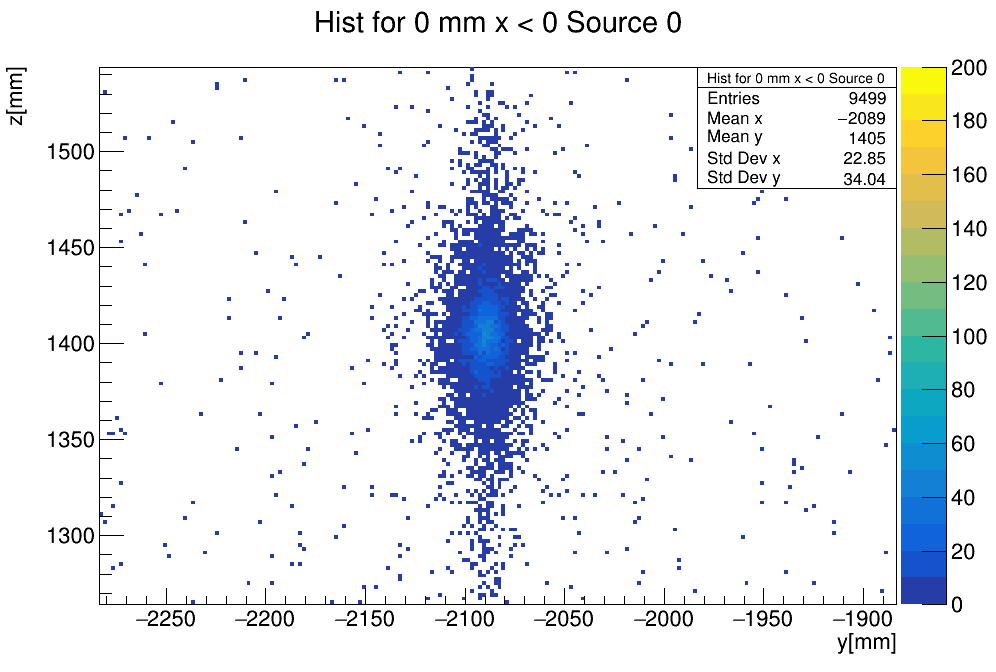 Hist for 0 mm x < 0 Source 0
z[mm]
Hist for 0 mm x < 0 Source 0
Entries 9499
Mean x −2089
Mean y 1405
Std Dev x 22.85
Std Dev y 34.04
1500
1450
1400
1350
1300
200
180
160
140
120
100
80
60
40
20
0
−2250 −2200 −2150 −2100 −2050 −2000 −1950 −1900
y[mm]